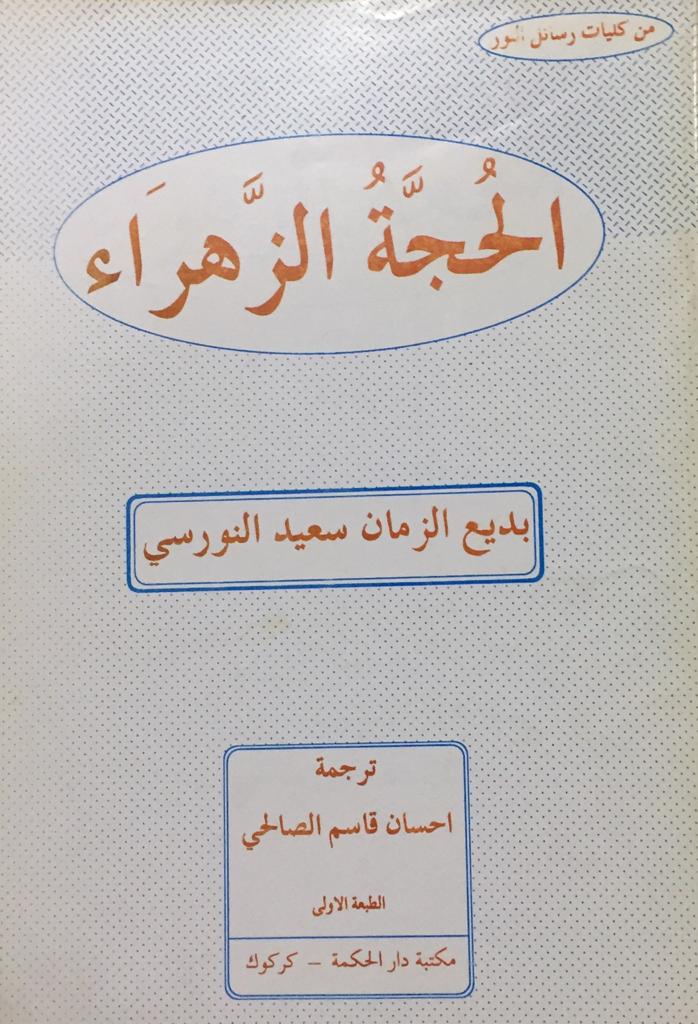 من كليات رسائل النور
الحُجَّةُ الزَّهرَاء
بديع الزمان سعيد النورسي
ترجمة
احسان قاسم الصالحي
الطبعة الاولى
مكتبة دار الحكمة - كركوك